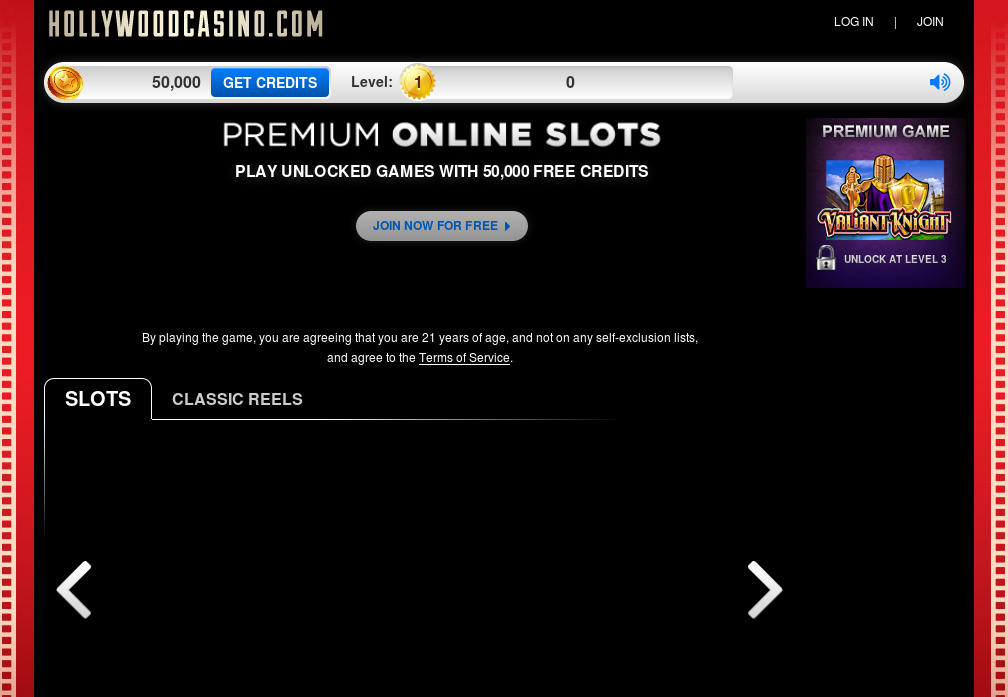 HOLLYWOODCASINO.COM
LOG IN | JOIN
50,000 GET CREDITS Level: 1 0
PREMIUM ONLINE SLOTS
PLAY UNLOCKED GAMES WITH 50,000 FREE CREDITS
JOIN NOW FOR FREE
PREMIUM GAME
VALIANT KNIGHT
UNLOCK AT LEVEL 3
By playing the game, you are agreeing that you are 21 years of age, and not on any self-exclusion lists,
and agree to the Terms of Service.
SLOTS CLASSIC REELS